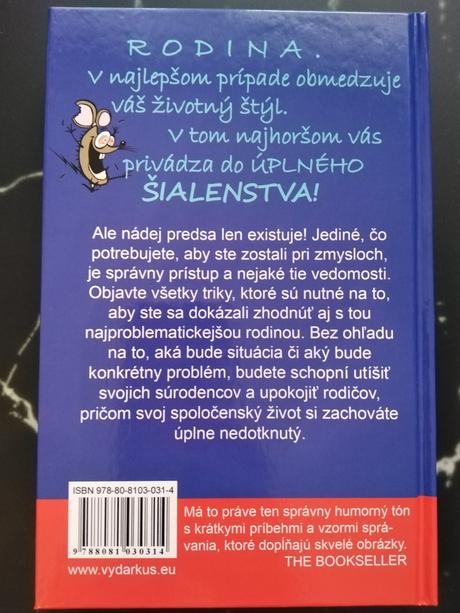 RODINA.
V najlepšom prípade obmedzuje
váš životný štýl.
V tom najhoršom vás
privádza do ÚPLNÉHO
ŠIALENSTVA!
Ale nádej predsa len existuje! Jediné, čo
potrebujete, aby ste zostali pri zmysloch,
je správny prístup a nejaké tie vedomosti.
Objavte všetky triky, ktoré sú nutné na to,
aby ste sa dokázali zhodnúť aj s tou
najproblematickejšou rodinou. Bez ohľadu
na to, aká bude situácia či aký bude
konkrétny problém, budete schopní utíšiť
svojich súrodencov a upokojiť rodičov,
pričom svoj spoločenský život si zachováte
úplne nedotknutý.
ISBN 978-80-8103-031-4
9788081030314
www.vydarkus.eu
Má to práve ten správny humorný tón
s krátkymi príbehmi a vzormi sprá-
vania, ktoré dopĺňajú skvelé obrázky.
THE BOOKSELLER